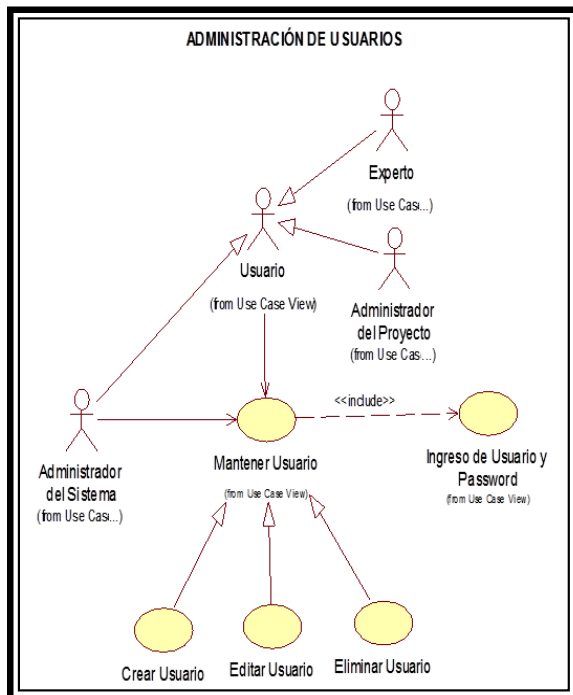 ADMINISTRACIÓN DE USUARIOS
Experto
(from Use Cas...)
Usuario
(from Use Case View)
Administrador
del Proyecto
(from Use Cas...)
<<include>>
Administrador
del Sistema
(from Use Cas...)
Mantener Usuario
(from Use Case View)
Ingreso de Usuario y
Password
(from Use Case View)
Crear Usuario
Editar Usuario
Eliminar Usuario